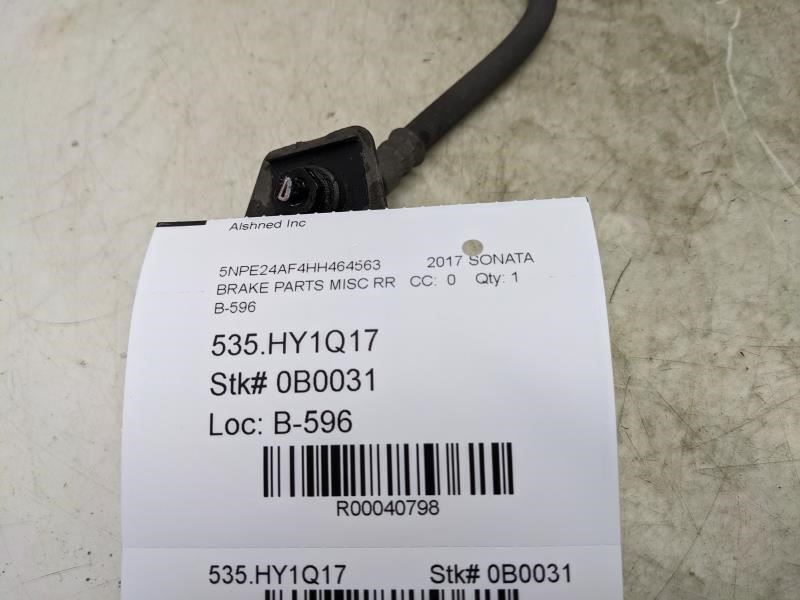 Alshned Inc
5NPE24AF4HH464563 2017 SONATA
BRAKE PARTS MISC RR CC: 0 Qty: 1
B-596
535.HY1Q17
Stk# 0B0031
Loc: B-596
R00040798
535.HY1Q17 Stk# 0B0031